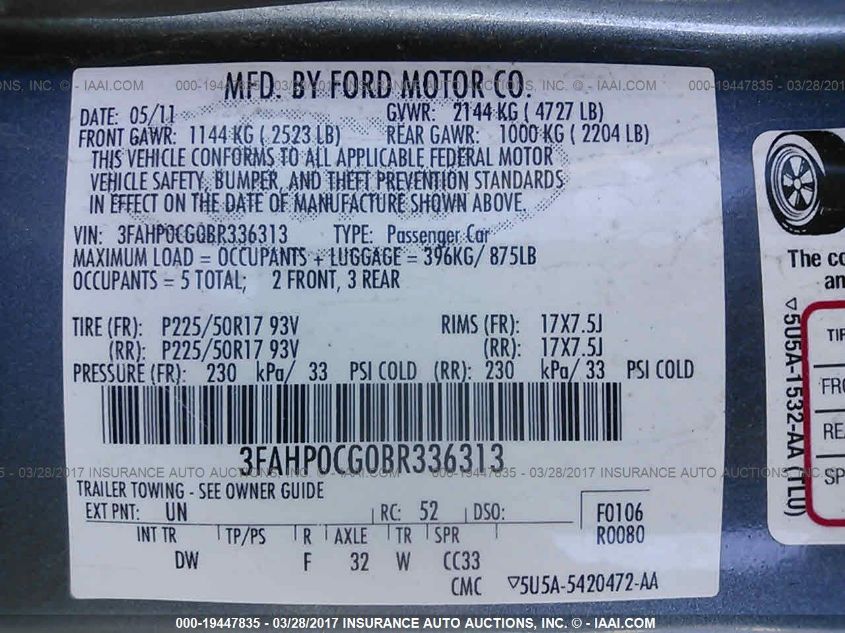 MFD. BY FORD MOTOR CO.
DATE: 05/11 GVWR: 2144 KG ( 4727 LB)
FRONT GAWR: 1144 KG ( 2523 LB) REAR GAWR: 1000 KG ( 2204 LB)
THIS VEHICLE CONFORMS TO ALL APPLICABLE FEDERAL MOTOR
VEHICLE SAFETY, BUMPER, AND THEFT PREVENTION STANDARDS
IN EFFECT ON THE DATE OF MANUFACTURE SHOWN ABOVE.
VIN: 3FAHP0CG0BR336313 TYPE: Passenger Car
MAXIMUM LOAD = OCCUPANTS + LUGGAGE = 396KG/ 875LB
OCCUPANTS = 5 TOTAL; 2 FRONT, 3 REAR
TIRE (FR): P225/50R17 93V RIMS (FR): 17X7.5J
(RR): P225/50R17 93V (RR): 17X7.5J
PRESSURE (FR): 230 kPa/ 33 PSI COLD (RR): 230 kPa/ 33 PSI COLD
3FAHP0CG0BR336313
TRAILER TOWING - SEE OWNER GUIDE
EXT PNT: UN RC: 52 DSO: F0106
R0080
INT TR TP/PS R AXLE TR SPR
DW F 32 W CC33
CMC ▽5U5A-5420472-AA
The co
an
▽5U5A-1532-AA (TL0)
TIR
FRO
REA
SP
000-19447835 - 03/28/2017 INSURANCE AUTO AUCTIONS, INC. - IAAI.COM